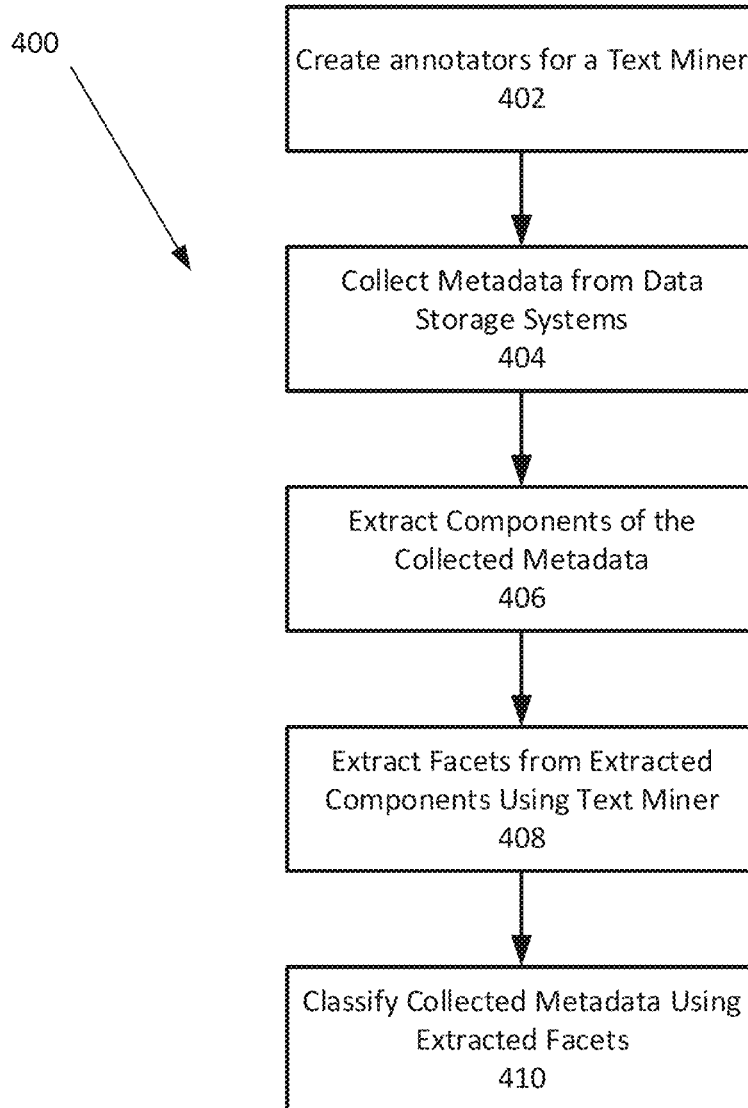 400
Create annotators for a Text Miner
402
Collect Metadata from Data
Storage Systems
404
Extract Components of the
Collected Metadata
406
Extract Facets from Extracted
Components Using Text Miner
408
Classify Collected Metadata Using
Extracted Facets
410